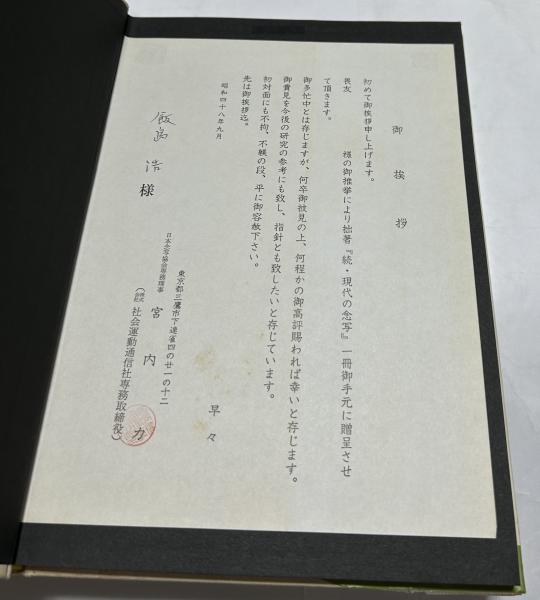 御挨拶
初めて御挨拶申し上げます。
畏友　　　様の御推挙により拙著『続・現代の念写』一冊御手元に贈呈させ
て頂きます。
御多忙中とは存じますが、何卒御披見の上、何程かの御高評賜われば幸いと存じます。
御貴見を今後の研究の参考にも致し、指針とも致したいと存じています。
初対面にも不拘、不躾の段、平に御容赦下さい。
先は御挨拶迄。
早々
昭和四十八年九月
東京都三鷹市下連雀四の廿一の十二
日本念写協会専務理事
宮内力
(株式会社 社会運動通信社専務取締役)
飯島 浩 様